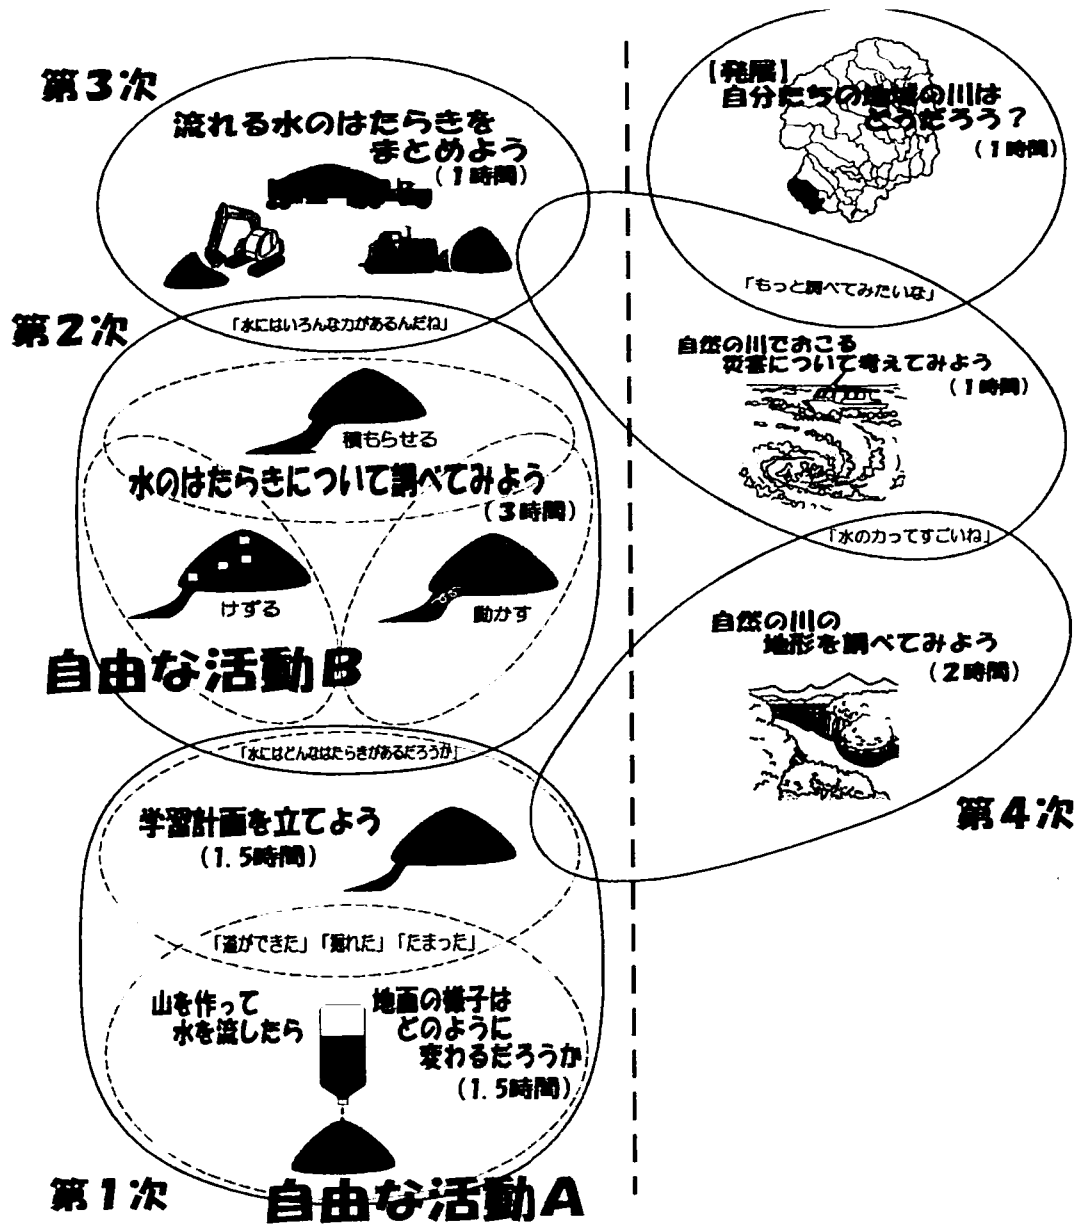 第3次
流れる水のはたらきを
まとめよう
(1時間)
第2次
「水にはいろんな力があるんだね」
積もらせる
水のはたらきについて調べてみよう
(3時間)
けずる
動かす
自由な活動B
「水にはどんなはたらきがあるだろうか」
学習計画を立てよう
(1.5時間)
「道ができた」「掘れた」「たまった」
山を作って
水を流したら
地面の様子は
どのように
変わるだろうか
(1.5時間)
第1次
自由な活動A
【発展】
自分たちの地域の川は
どうだろう?
(1時間)
「もっと調べてみたいな」
自然の川でおこる
災害について考えてみよう
(1時間)
「水の力ってすごいね」
自然の川の
地形を調べてみよう
(2時間)
第4次